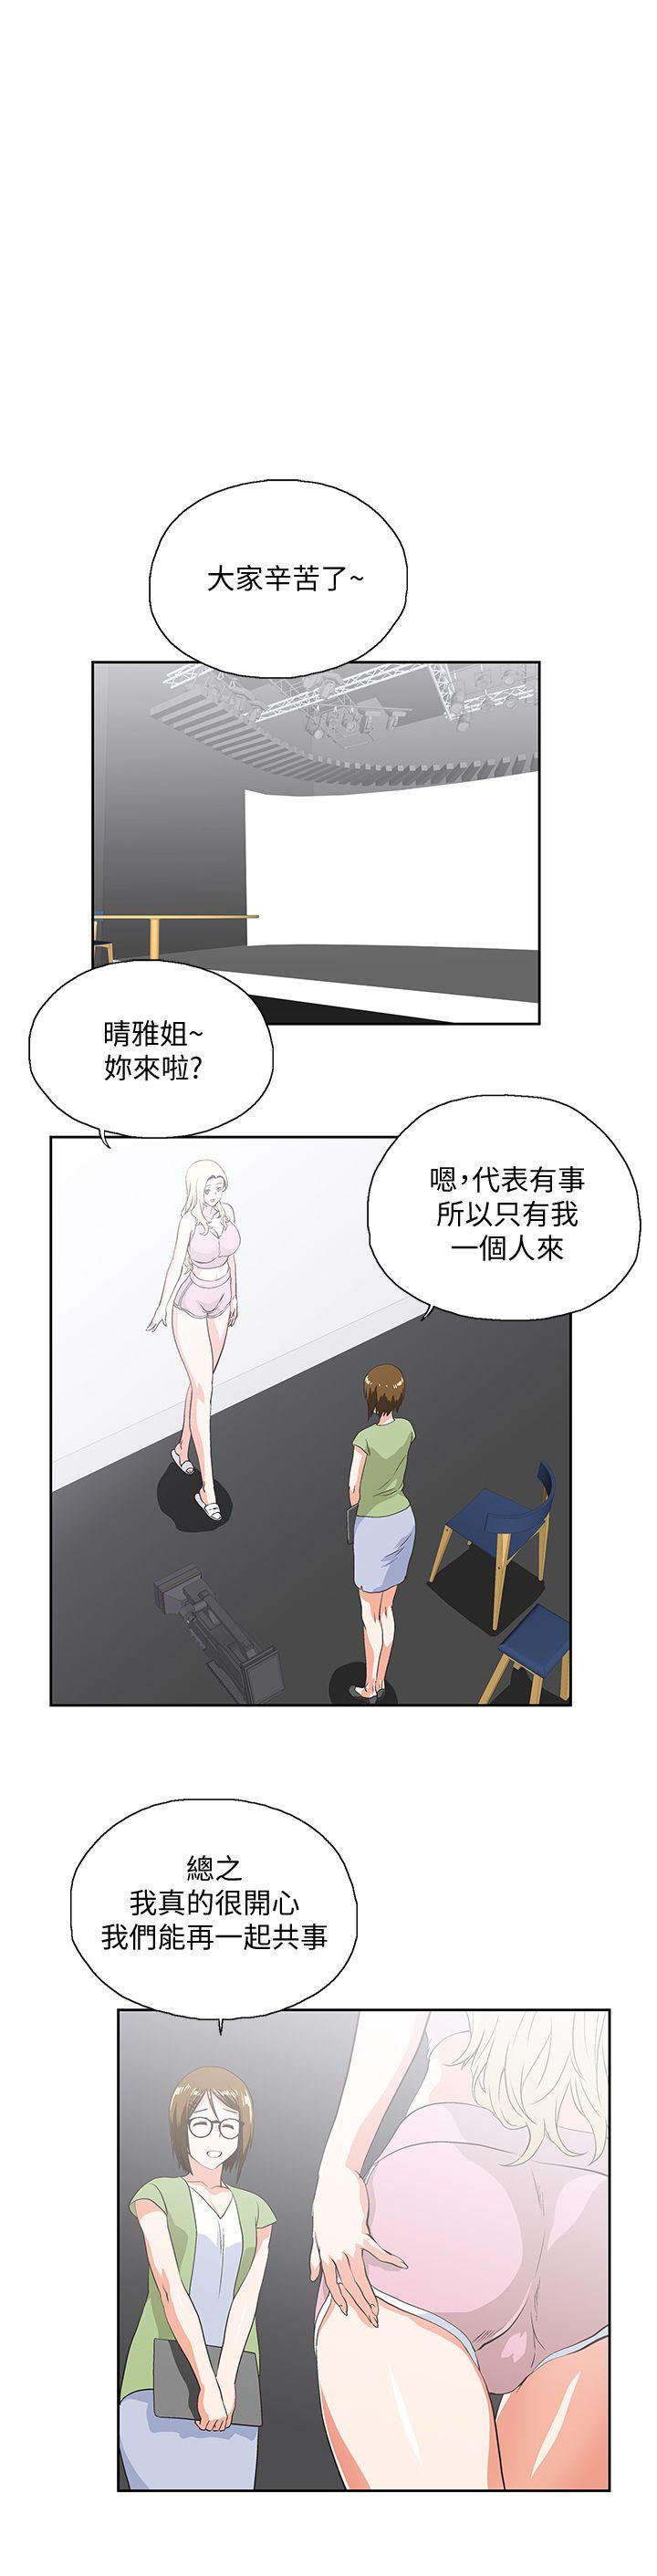 大家辛苦了~
晴雅姐~
妳來啦?
嗯,代表有事
所以只有我
一個人來
總之
我真的很開心
我們能再一起共事